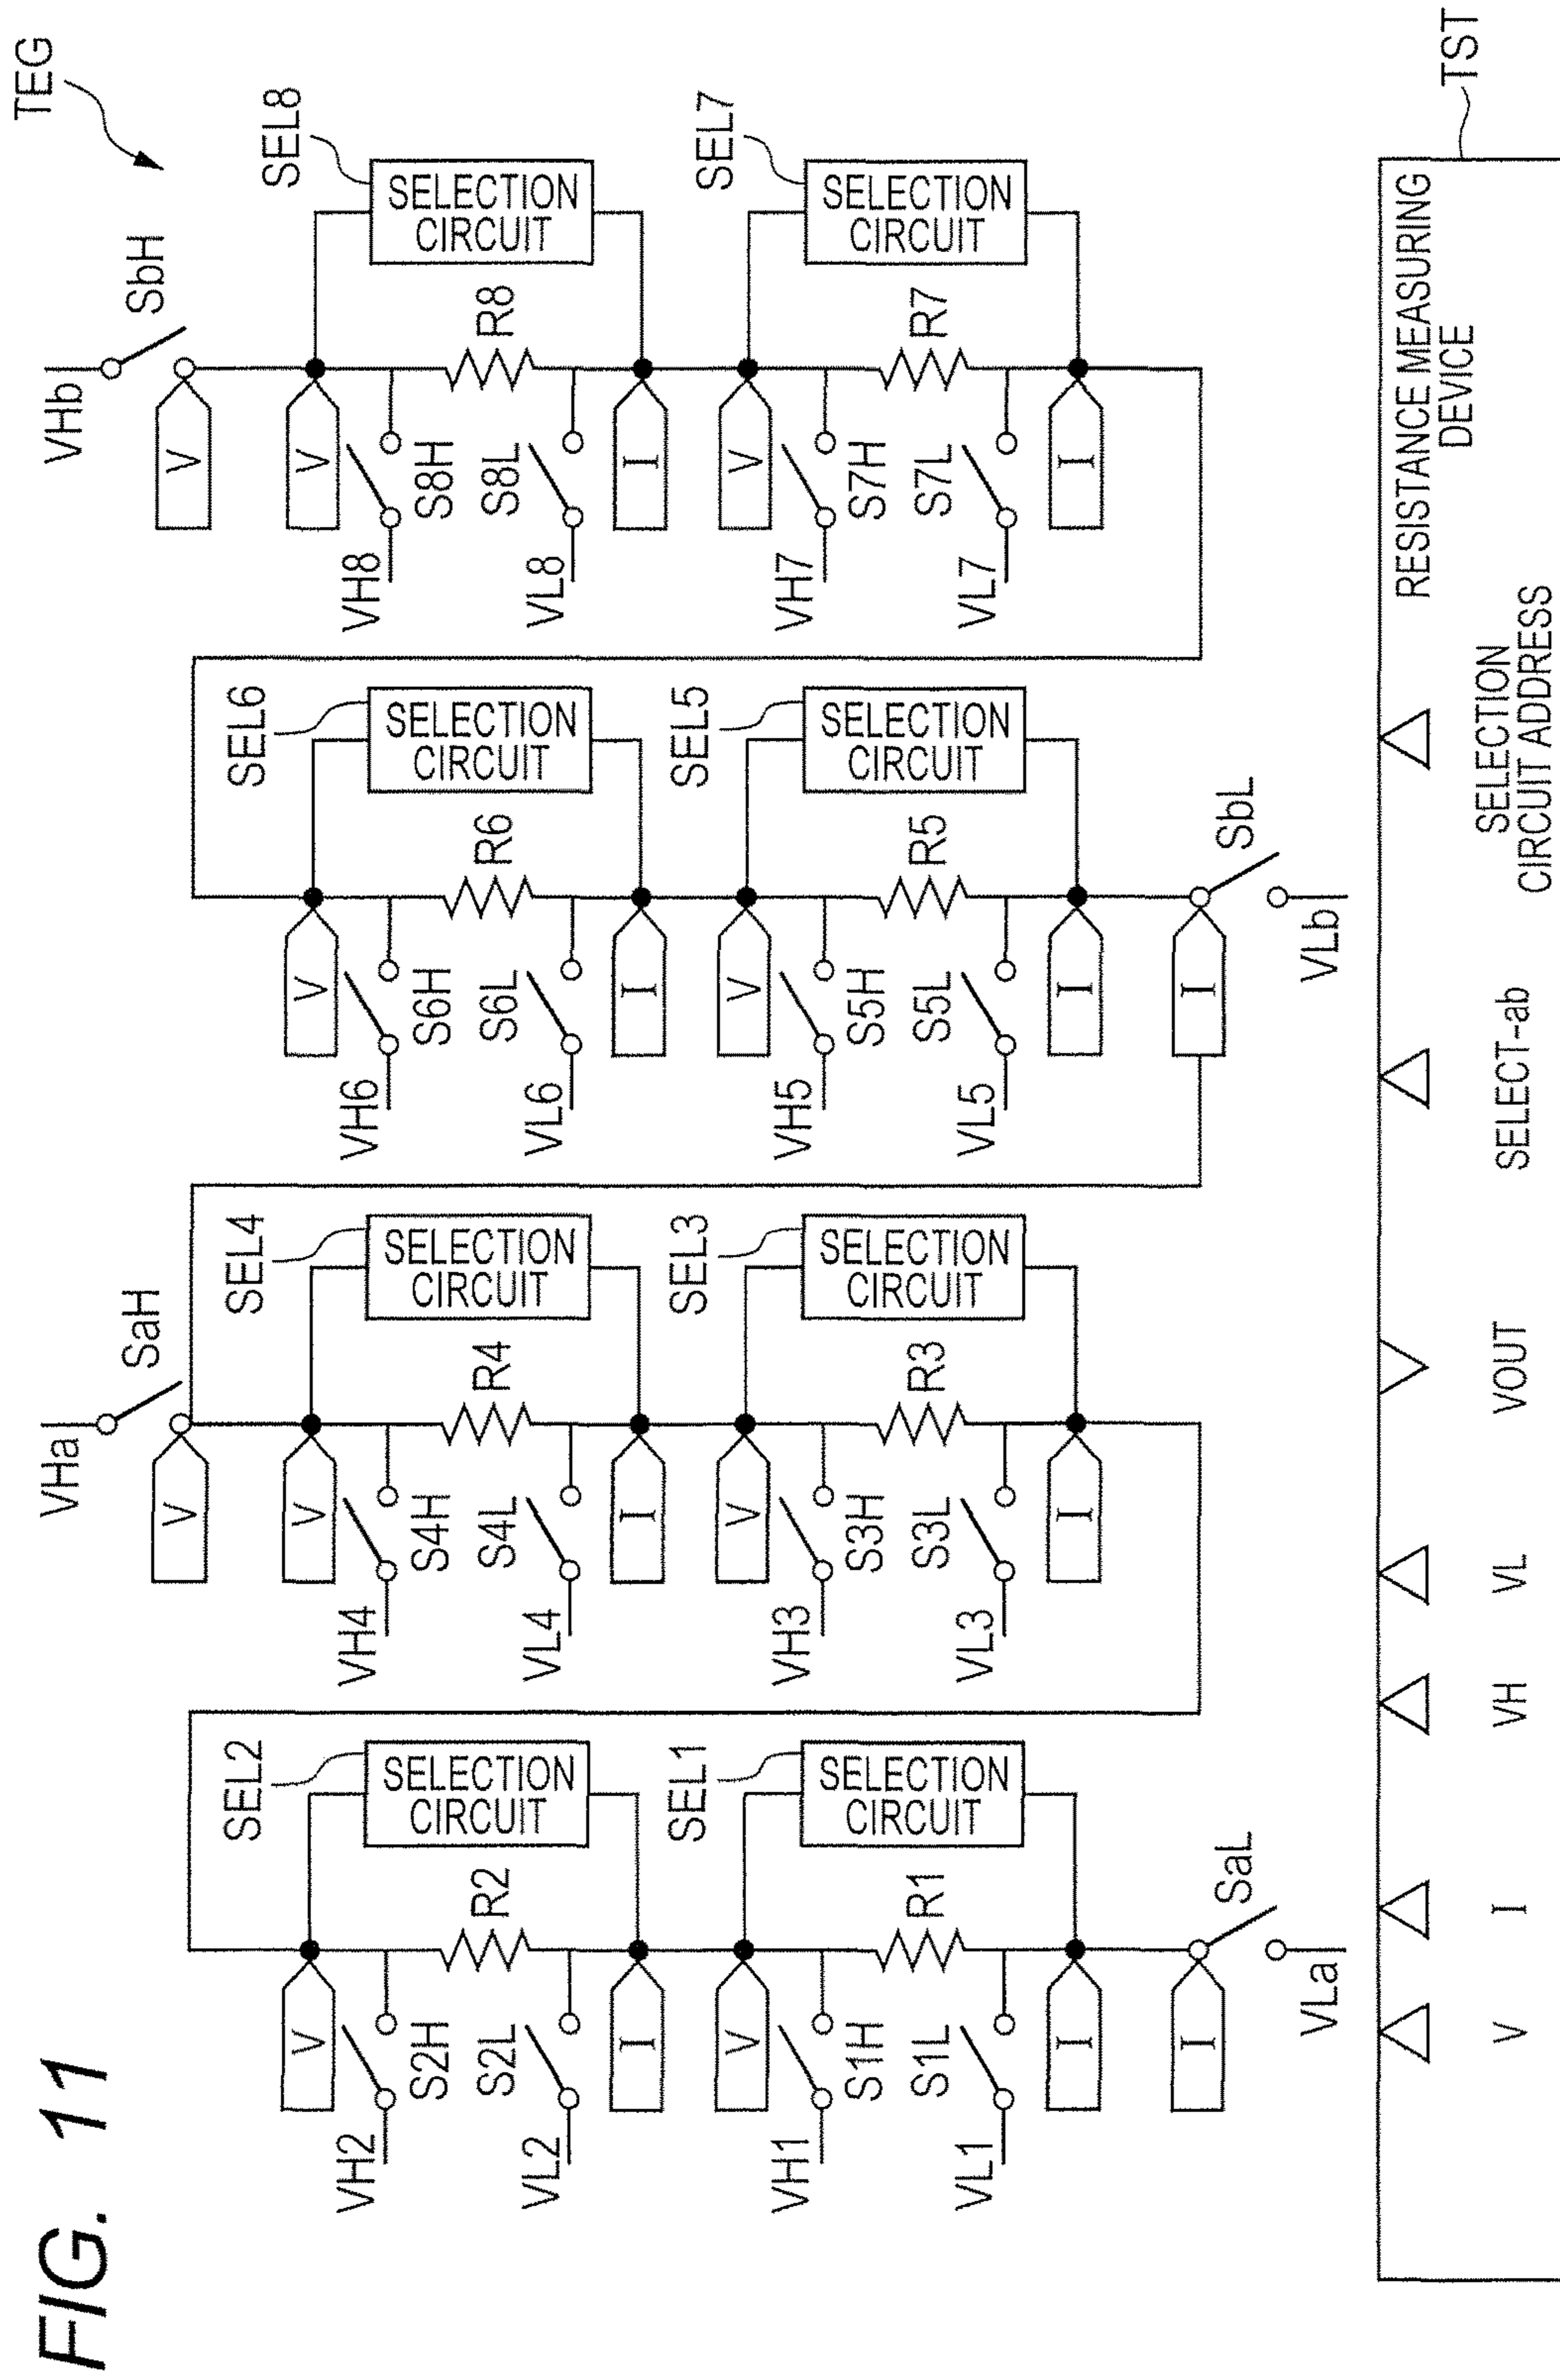 FIG. 11
TEG
VHa
SaH
VHb
SbH
V
V
SEL2
SEL4
SEL6
SEL8
V
V
V
V
SELECTION
CIRCUIT
SELECTION
CIRCUIT
SELECTION
CIRCUIT
SELECTION
CIRCUIT
VH2
S2H
R2
VH4
S4H
R4
VH6
S6H
R6
VH8
S8H
R8
VL2
S2L
VL4
S4L
VL6
S6L
VL8
S8L
I
I
I
I
SEL1
SEL3
SEL5
SEL7
V
V
V
V
SELECTION
CIRCUIT
SELECTION
CIRCUIT
SELECTION
CIRCUIT
SELECTION
CIRCUIT
VH1
S1H
R1
VH3
S3H
R3
VH5
S5H
R5
VH7
S7H
R7
VL1
S1L
VL3
S3L
VL5
S5L
VL7
S7L
I
I
I
I
I
SaL
I
SbL
VLa
VLb
RESISTANCE MEASURING
DEVICE
TST
V
I
VH
VL
VOUT
SELECT-ab
SELECTION
CIRCUIT ADDRESS